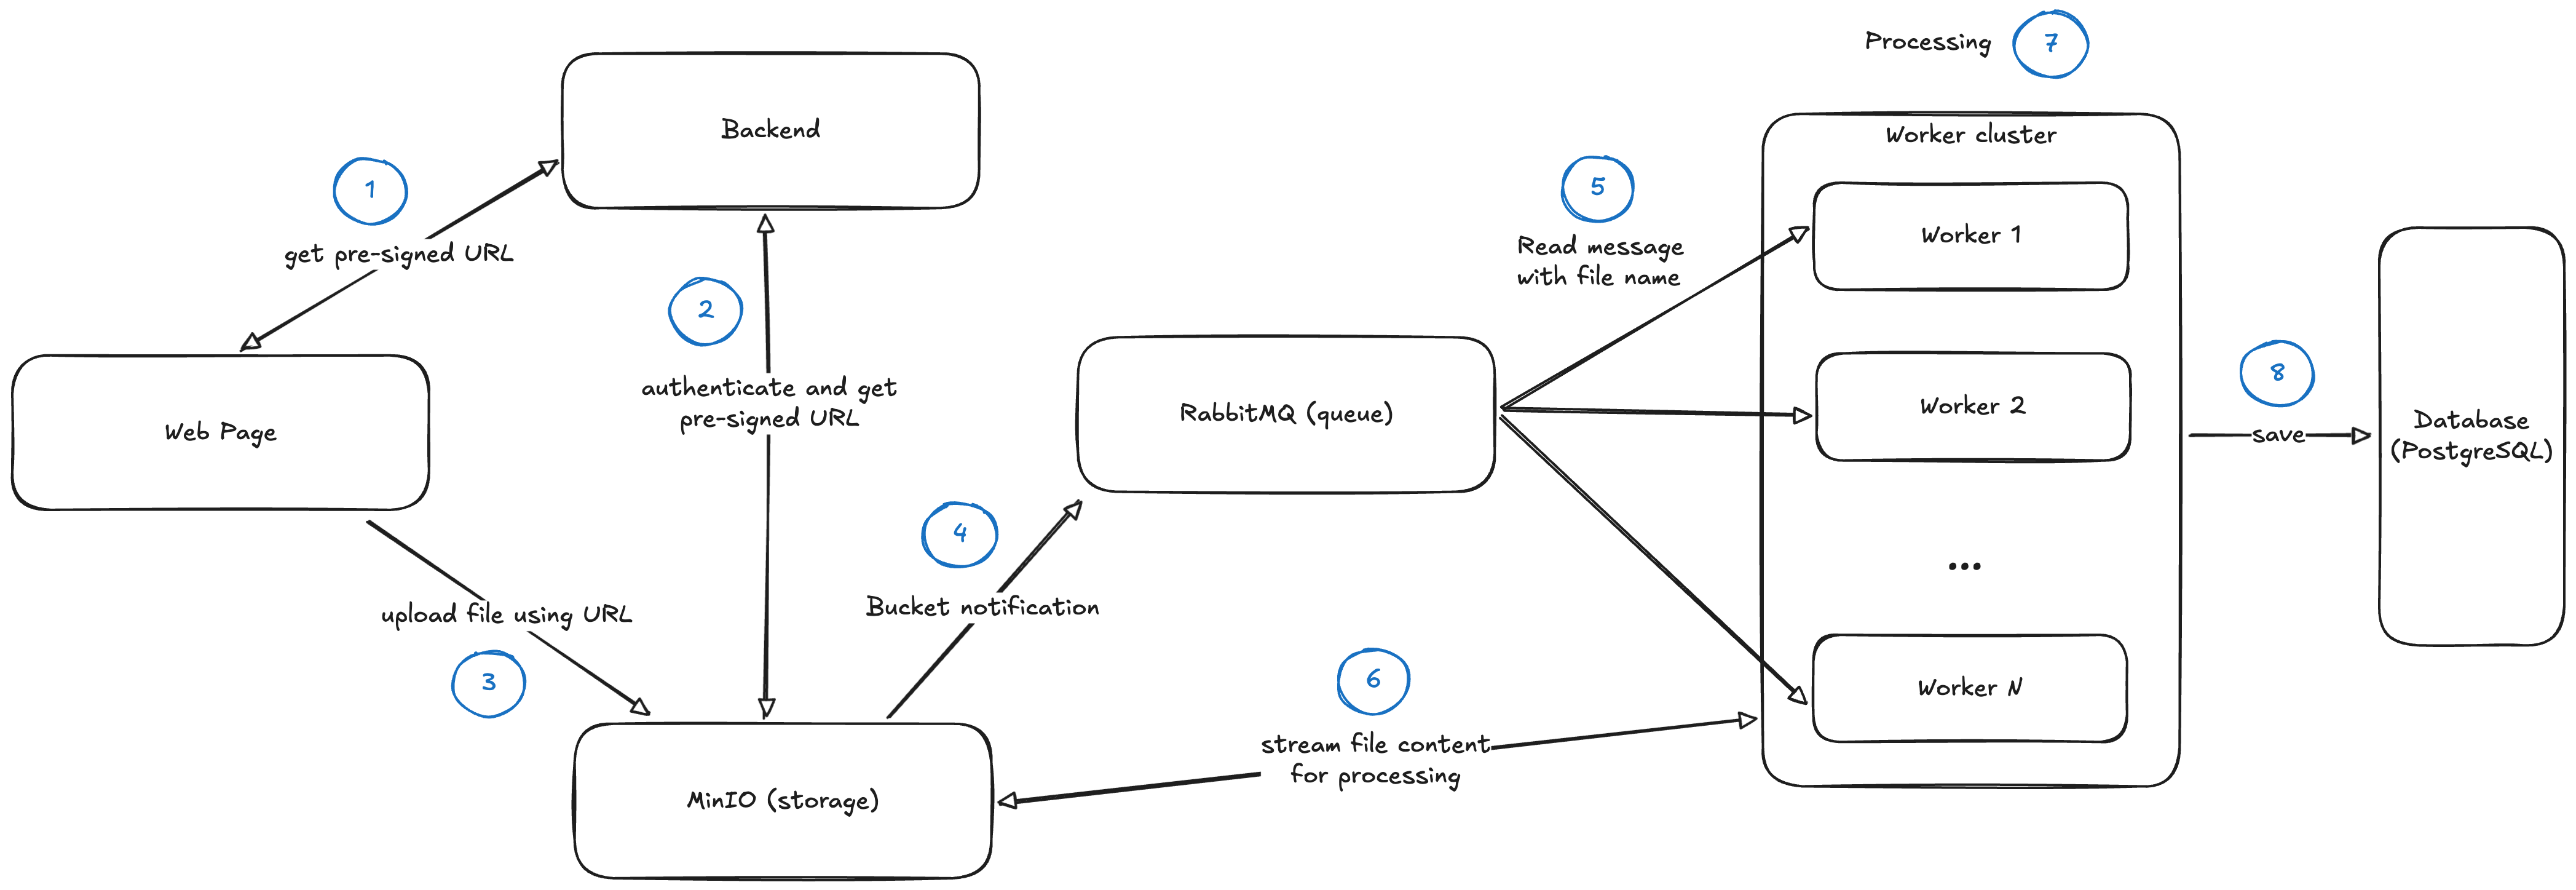 Processing
7
Backend
Worker cluster
1
get pre-signed URL
5
Read message
with file name
Worker 1
2
authenticate and get
pre-signed URL
Web Page
RabbitMQ (queue)
Worker 2
8
save
Database
(PostgreSQL)
4
Bucket notification
...
upload file using URL
3
6
stream file content
for processing
Worker N
MinIO (storage)